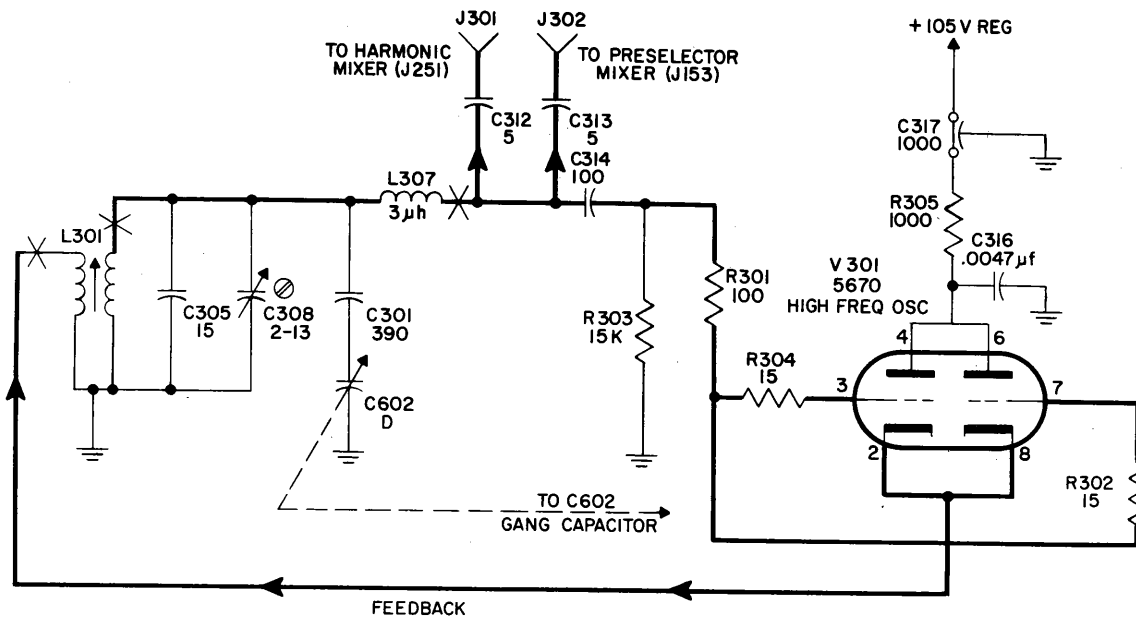 J301
J302
+105 V REG
TO HARMONIC
MIXER (J251)
TO PRESELECTOR
MIXER (J153)
C312
5
C313
5
C314
100
C317
1000
L307
3μh
R305
1000
C316
.0047μf
L301
C305
15
C308
2-13
C301
390
R303
15K
R301
100
V 301
5670
HIGH FREQ OSC
4
6
R304
15
3
7
C602
D
2
8
R302
15
TO C602
GANG CAPACITOR
FEEDBACK